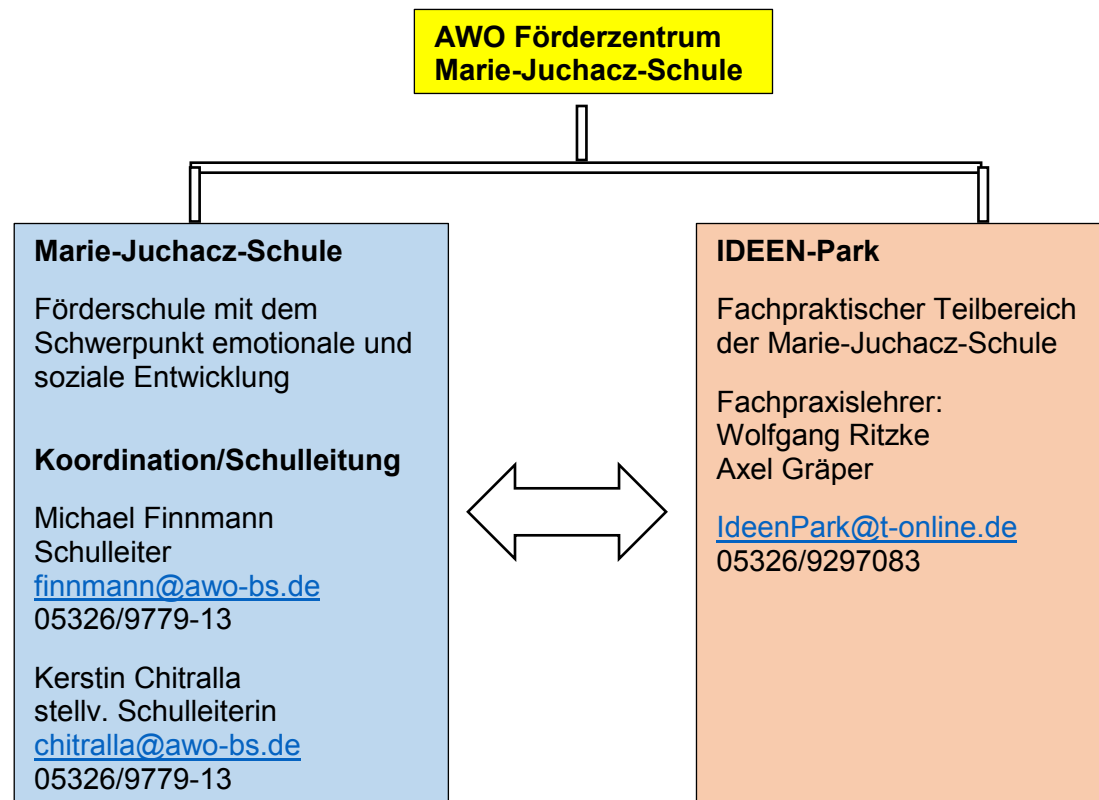 AWO Förderzentrum
Marie-Juchacz-Schule
Marie-Juchacz-Schule
Förderschule mit dem
Schwerpunkt emotionale und
soziale Entwicklung
Koordination/Schulleitung
Michael Finnmann
Schulleiter
finnmann@awo-bs.de
05326/9779-13
Kerstin Chitralla
stellv. Schulleiterin
chitralla@awo-bs.de
05326/9779-13
IDEEN-Park
Fachpraktischer Teilbereich
der Marie-Juchacz-Schule
Fachpraxislehrer:
Wolfgang Ritzke
Axel Gräper
IdeenPark@t-online.de
05326/9297083